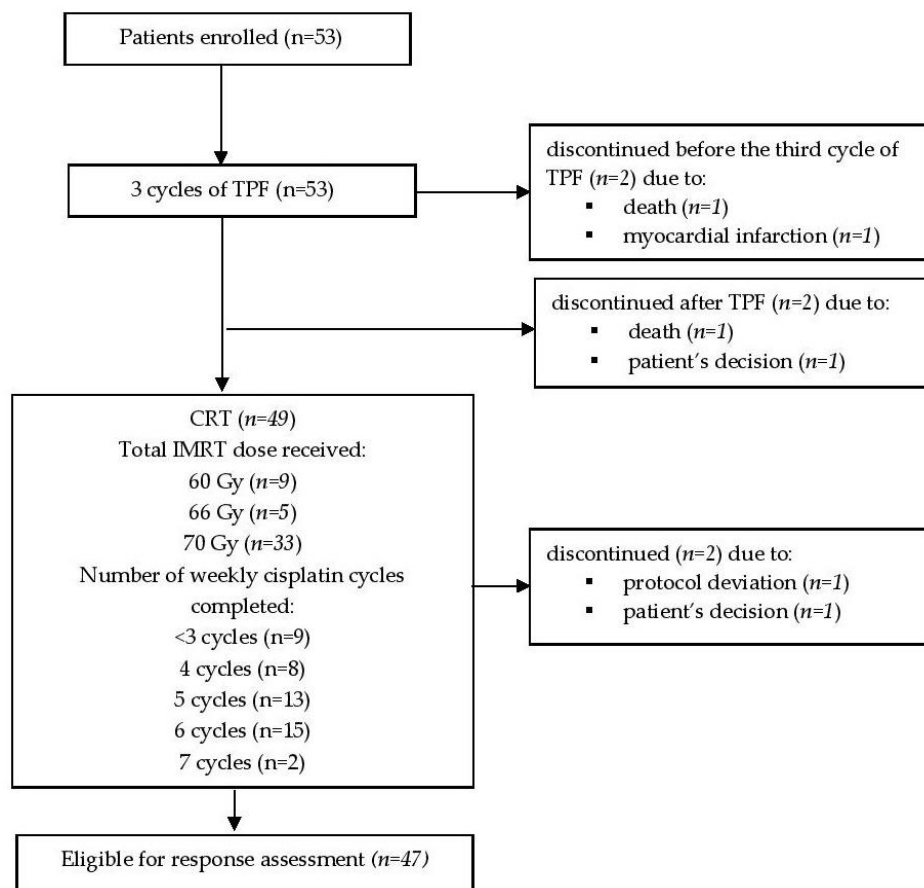 Patients enrolled (n=53)
3 cycles of TPF (n=53)
discontinued before the third cycle of
TPF (n=2) due to:
▪ death (n=1)
▪ myocardial infarction (n=1)
discontinued after TPF (n=2) due to:
▪ death (n=1)
▪ patient's decision (n=1)
CRT (n=49)
Total IMRT dose received:
60 Gy (n=9)
66 Gy (n=5)
70 Gy (n=33)
Number of weekly cisplatin cycles
completed:
<3 cycles (n=9)
4 cycles (n=8)
5 cycles (n=13)
6 cycles (n=15)
7 cycles (n=2)
discontinued (n=2) due to:
▪ protocol deviation (n=1)
▪ patient's decision (n=1)
Eligible for response assessment (n=47)